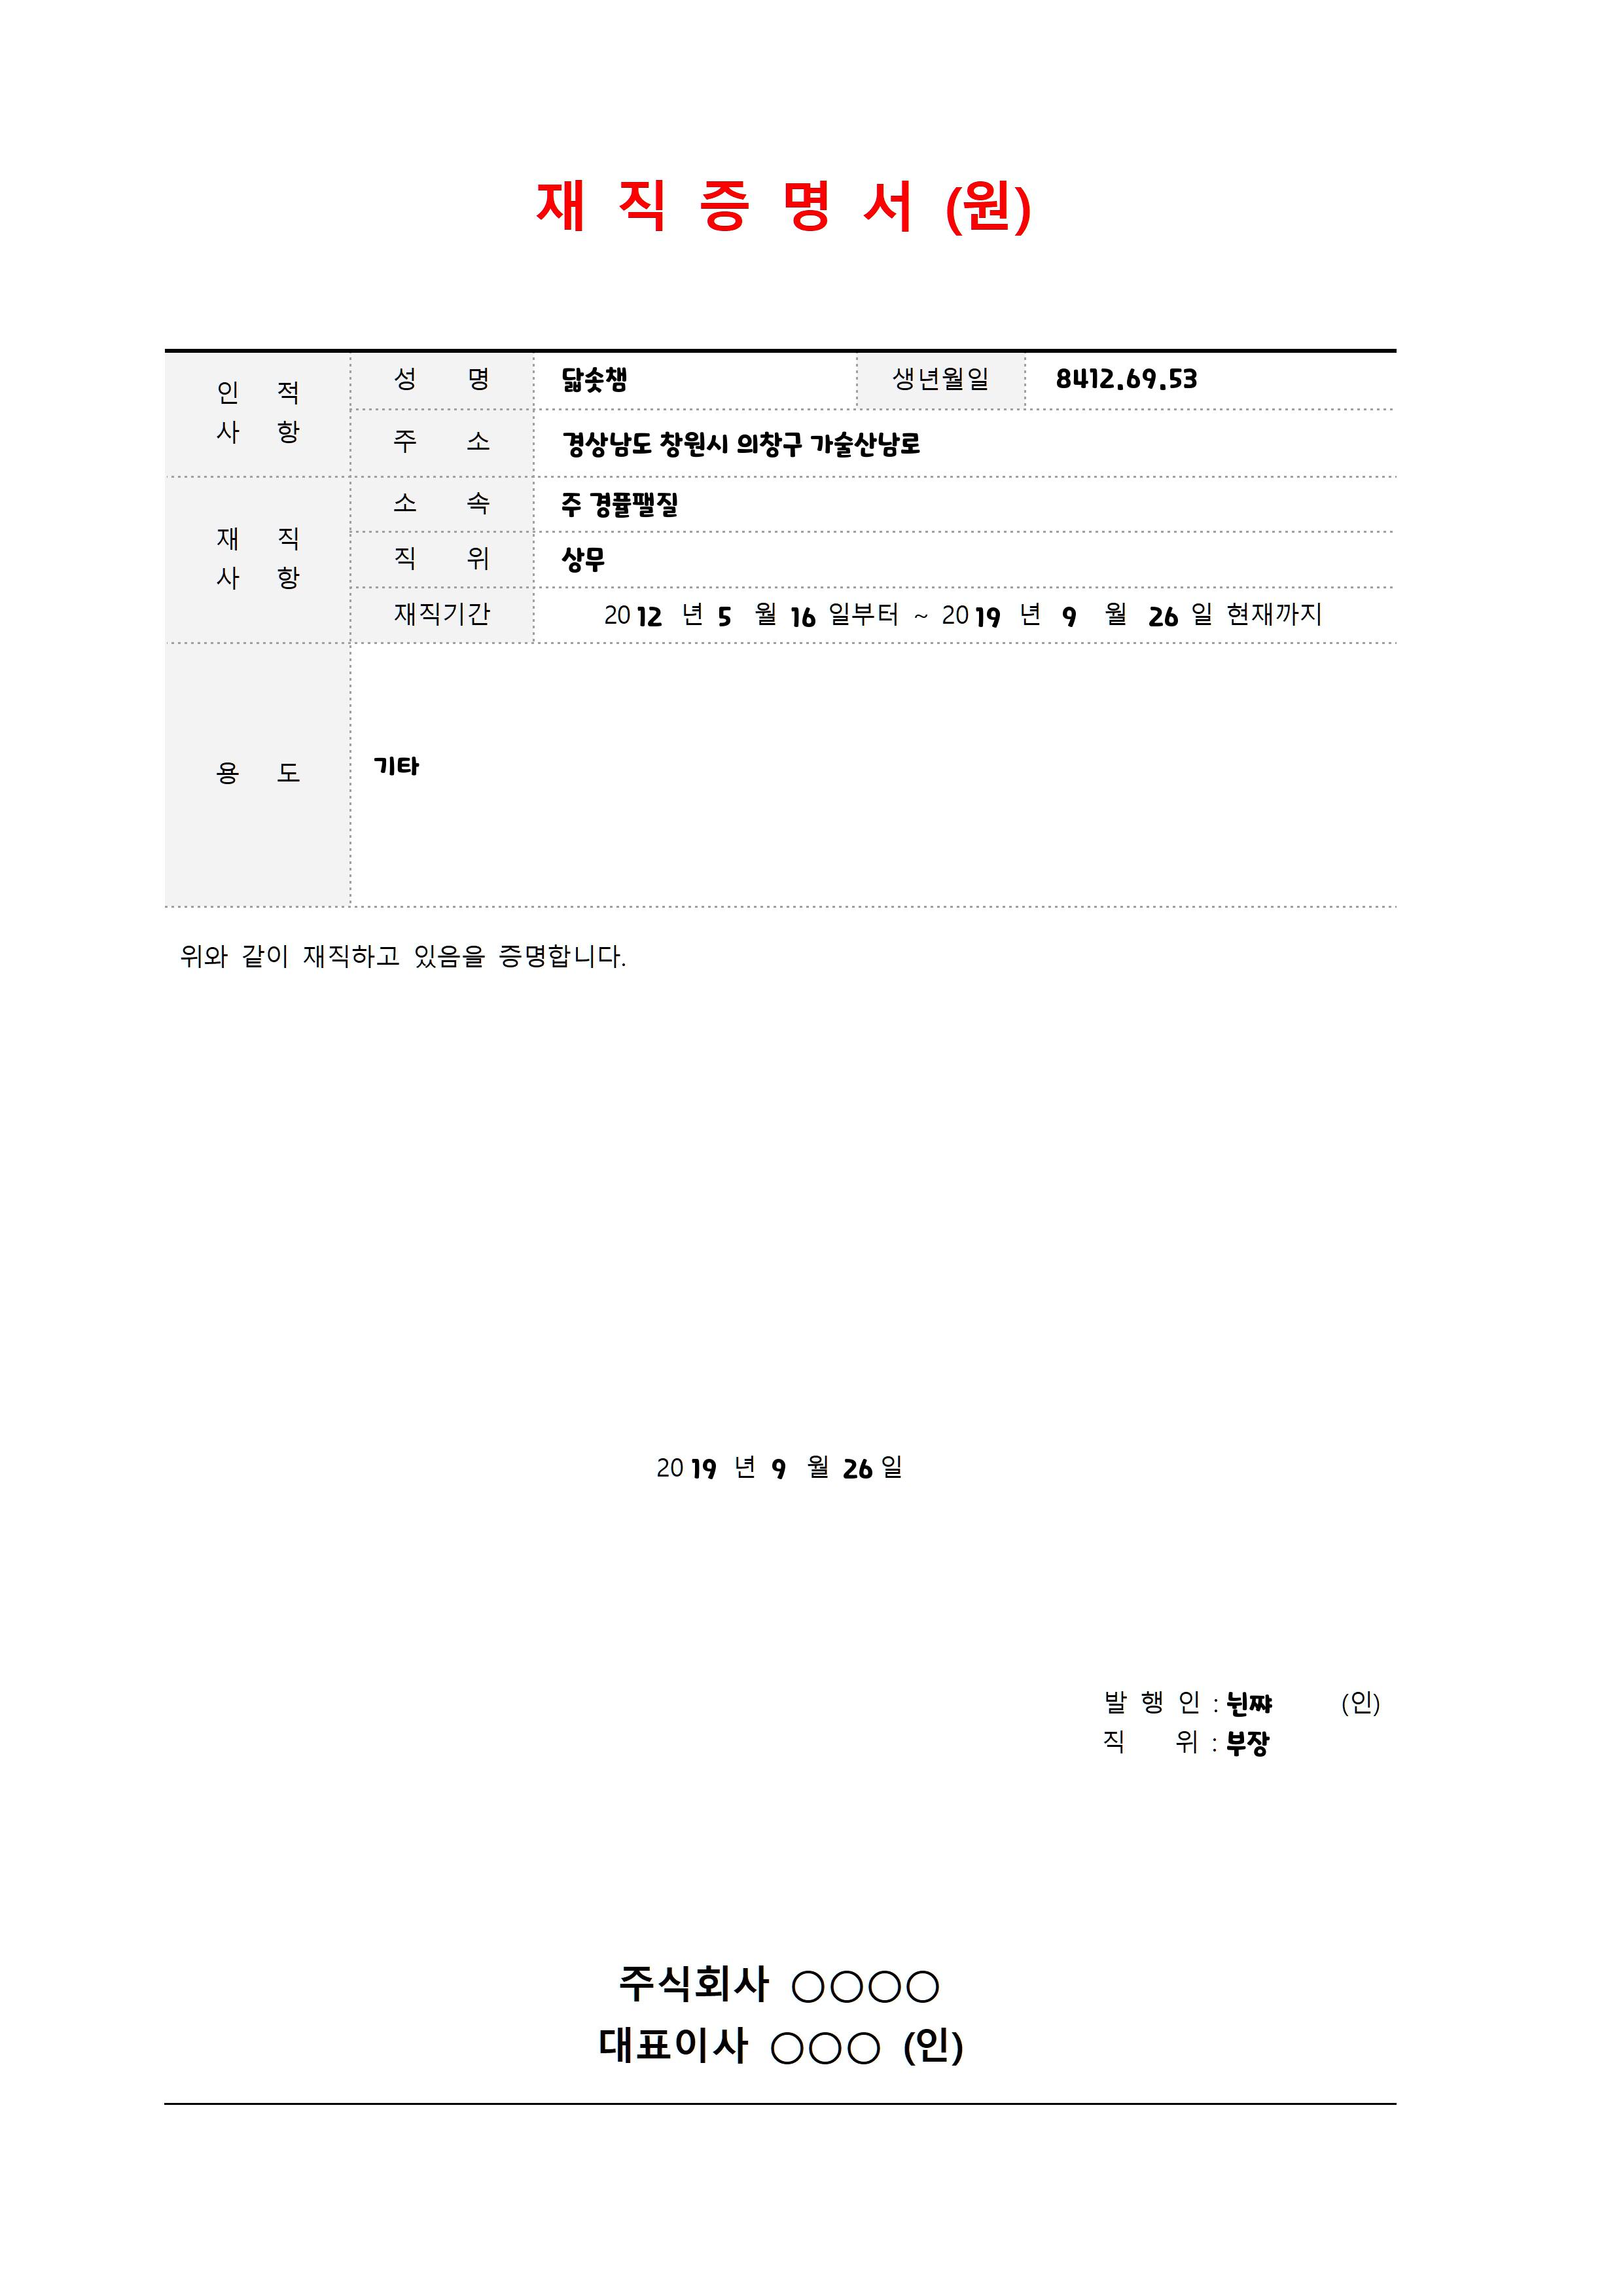 재 직 증 명 서 (원)
인 적 사 항
성 명 닳솟챔 생년월일 8412.69.53
주 소 경상남도 창원시 의창구 가술산남로
재 직 사 항
소 속 주 경퓰팰질
직 위 상무
재직기간 2012 년 5 월 16 일부터 ~ 2019 년 9 월 26 일 현재까지
용 도 기타
위와 같이 재직하고 있음을 증명합니다.
2019 년 9 월 26 일
발 행 인 : 뉜쨔 (인)
직 위 : 부장
주식회사 ○○○○
대표이사 ○○○ (인)